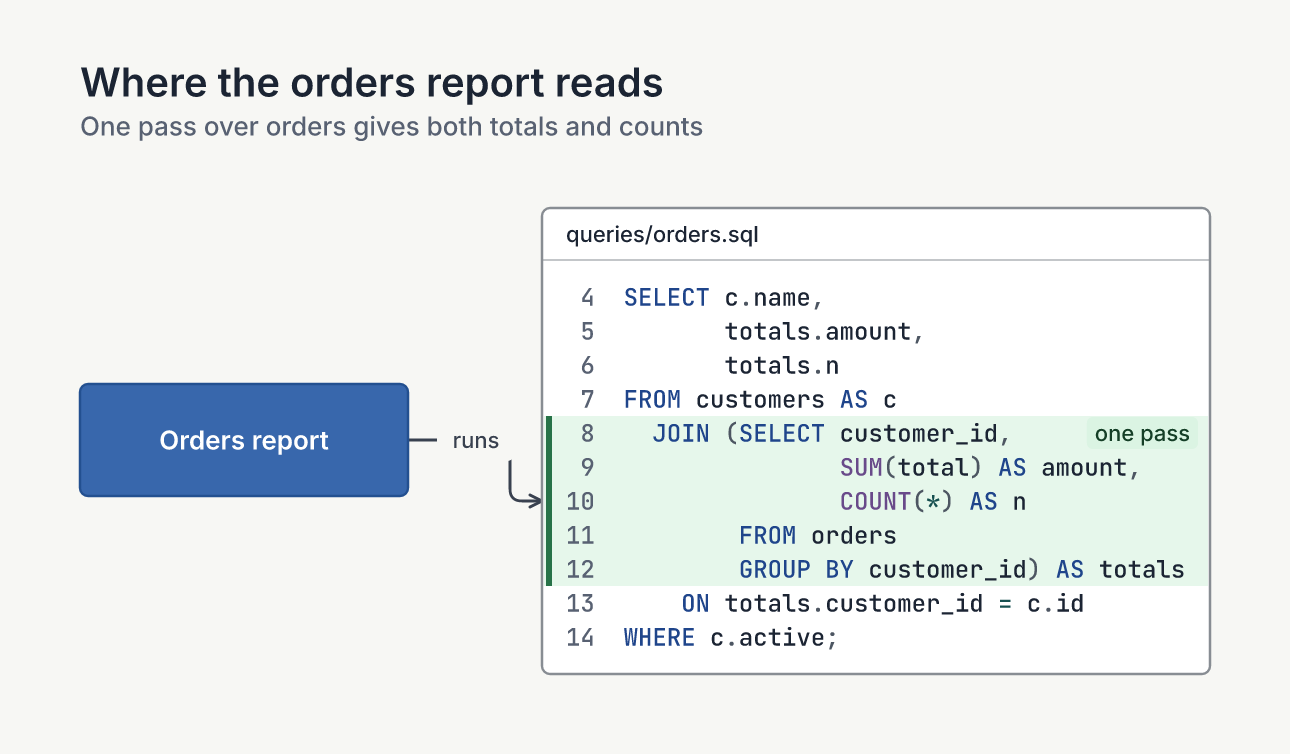 Where the orders report reads
One pass over orders gives both totals and counts
queries/orders.sql
Orders report
runs
4 SELECT c.name,
5        totals.amount,
6        totals.n
7 FROM customers AS c
8   JOIN (SELECT customer_id, one pass
9                SUM(total) AS amount,
10                COUNT(*) AS n
11         FROM orders
12         GROUP BY customer_id) AS totals
13     ON totals.customer_id = c.id
14 WHERE c.active;